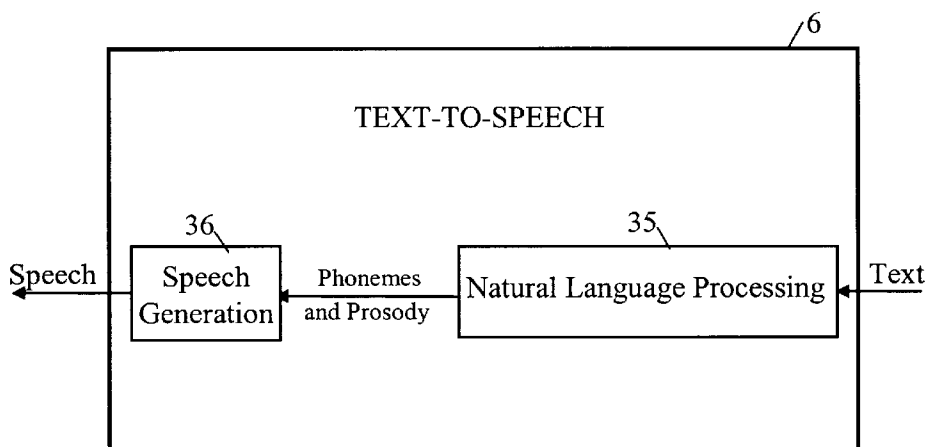 6
TEXT-TO-SPEECH
36
35
Speech
Speech
Generation
Phonemes
and Prosody
Natural Language Processing
Text